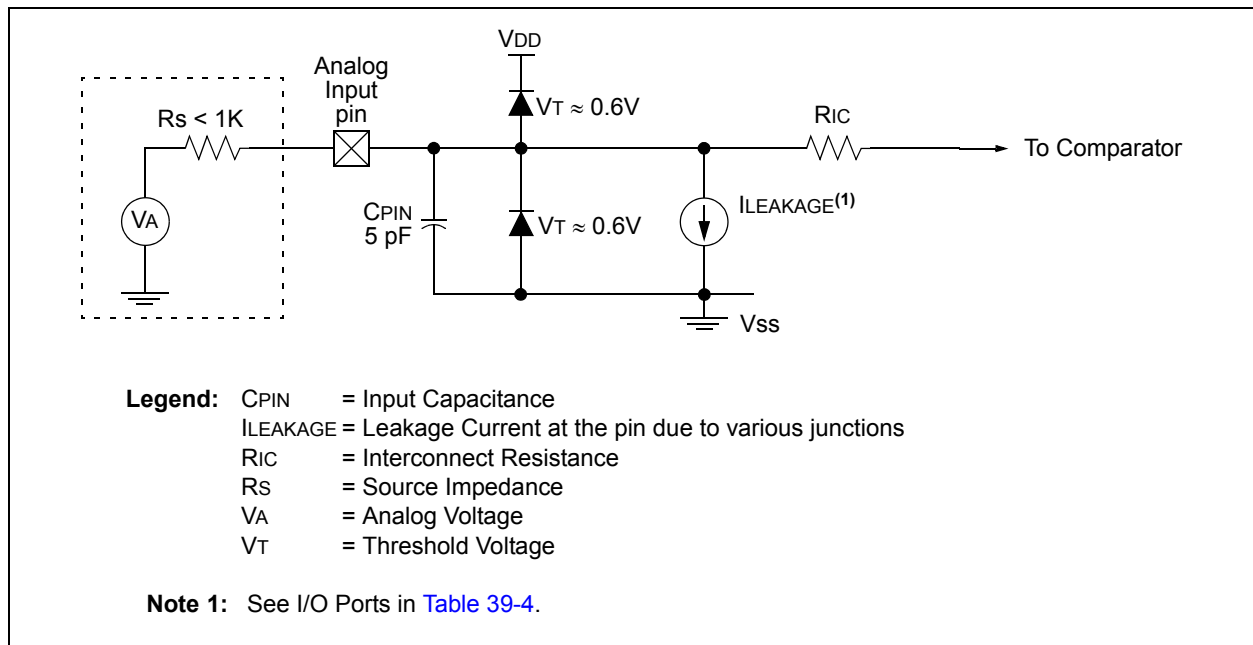 VDD
Analog
Input
pin
VT ≈ 0.6V
Rs < 1K
RIC
To Comparator
VA
CPIN
5 pF
VT ≈ 0.6V
ILEAKAGE(1)
Vss
Legend: CPIN = Input Capacitance
ILEAKAGE = Leakage Current at the pin due to various junctions
RIC = Interconnect Resistance
RS = Source Impedance
VA = Analog Voltage
VT = Threshold Voltage
Note 1: See I/O Ports in Table 39-4.